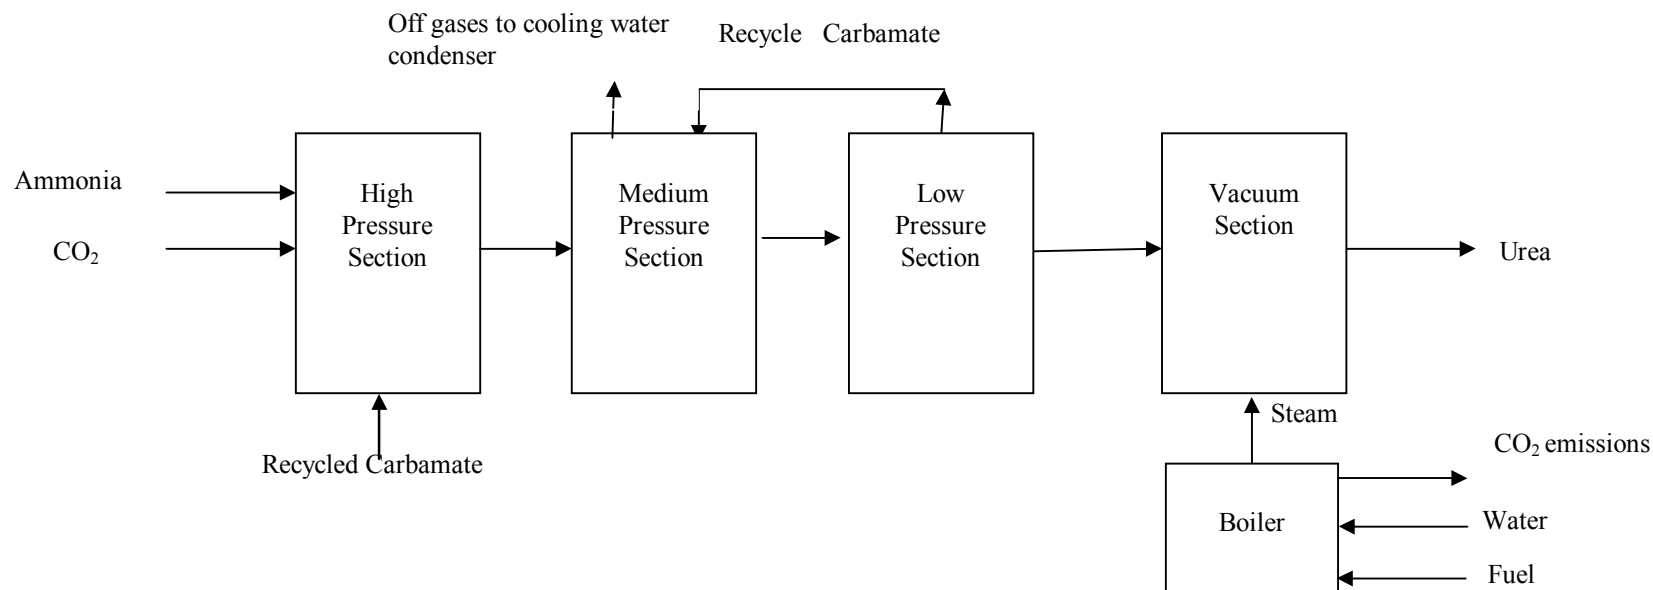 Off gases to cooling water
condenser
Recycle Carbamate
Ammonia
CO₂
High
Pressure
Section
Medium
Pressure
Section
Low
Pressure
Section
Vacuum
Section
Urea
Recycled Carbamate
Steam
Boiler
CO₂ emissions
Water
Fuel